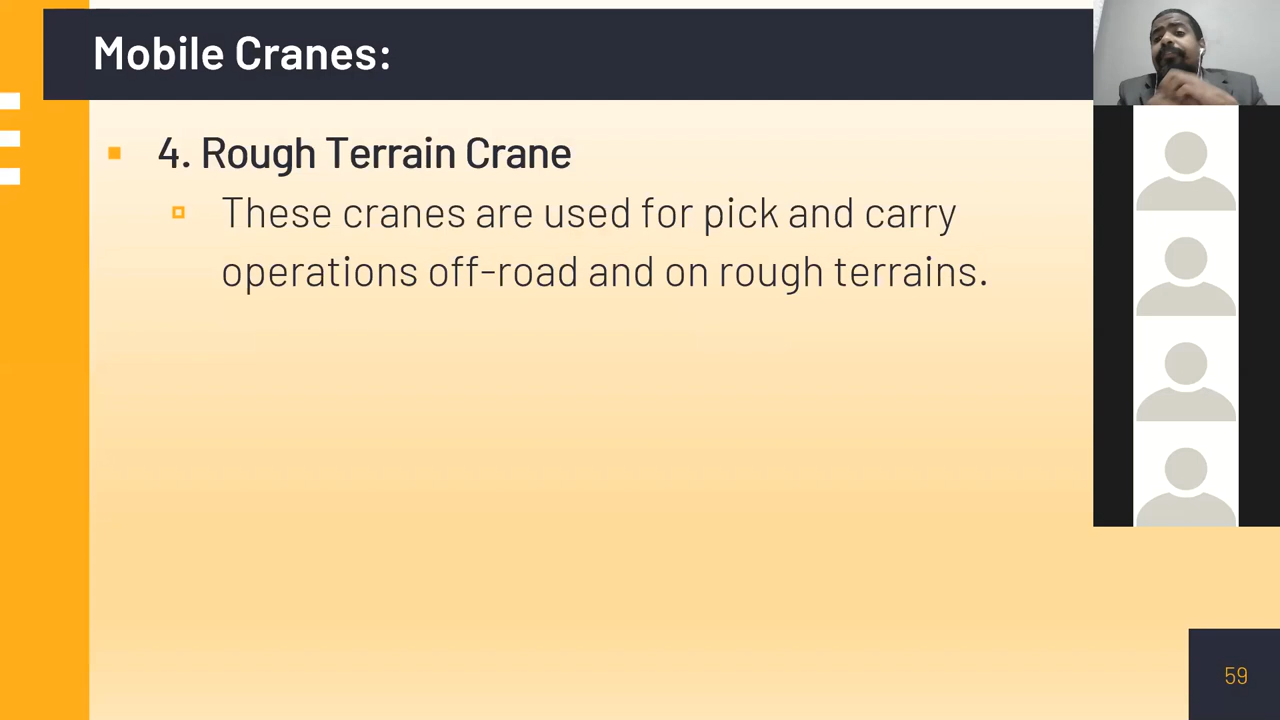 Mobile Cranes:
4. Rough Terrain Crane
These cranes are used for pick and carry
operations off-road and on rough terrains.
59